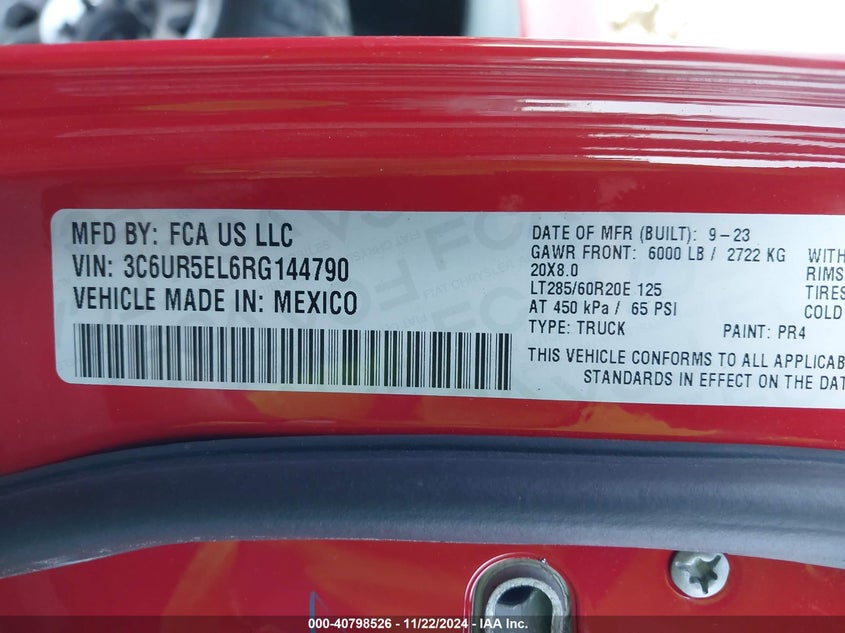 MFD BY: FCA US LLC
VIN: 3C6UR5EL6RG144790
VEHICLE MADE IN: MEXICO
DATE OF MFR (BUILT): 9-23
GAWR FRONT: 6000 LB / 2722 KG WITH
20X8.0 RIMS
LT285/60R20E 125 TIRES
AT 450 kPa / 65 PSI COLD
TYPE: TRUCK PAINT: PR4
THIS VEHICLE CONFORMS TO ALL APPLICAB
STANDARDS IN EFFECT ON THE DAT
000-40798526 - 11/22/2024 - IAA Inc.